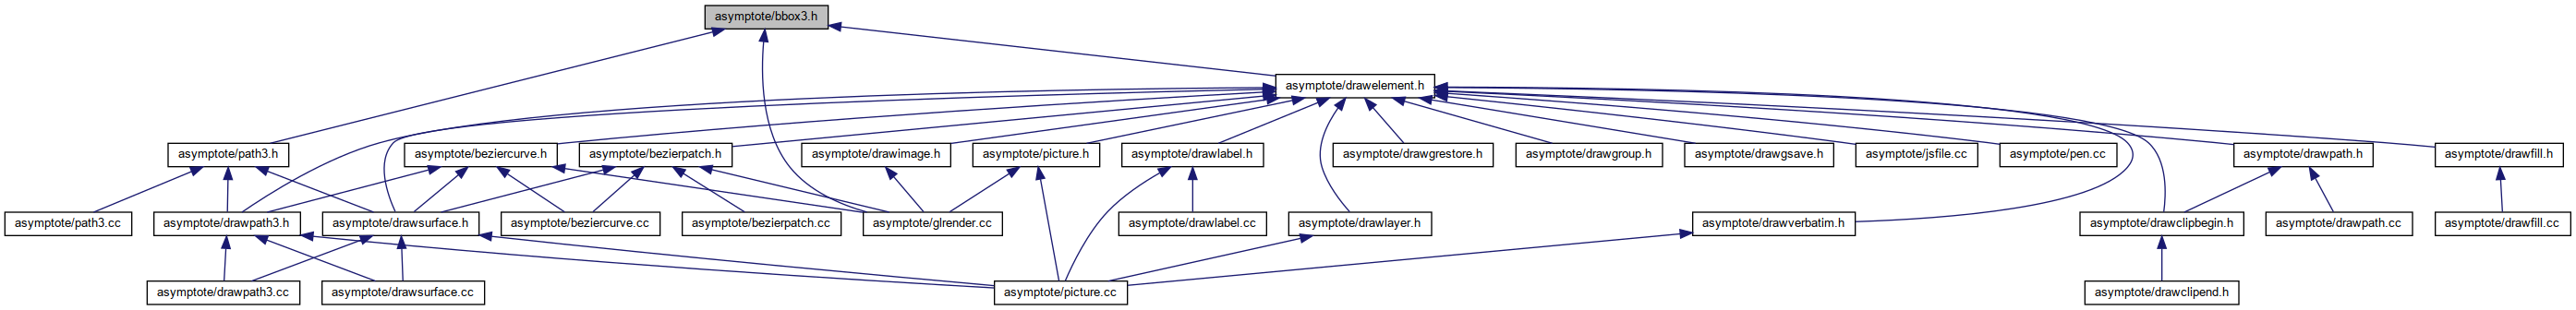 asymptote/bbox3.h
asymptote/drawelement.h
asymptote/path3.h
asymptote/beziercurve.h
asymptote/bezierpatch.h
asymptote/drawimage.h
asymptote/picture.h
asymptote/drawlabel.h
asymptote/drawgrestore.h
asymptote/drawgroup.h
asymptote/drawgsave.h
asymptote/jsfile.cc
asymptote/pen.cc
asymptote/drawpath.h
asymptote/drawfill.h
asymptote/path3.cc
asymptote/drawpath3.h
asymptote/drawsurface.h
asymptote/beziercurve.cc
asymptote/bezierpatch.cc
asymptote/glrender.cc
asymptote/drawlabel.cc
asymptote/drawlayer.h
asymptote/drawverbatim.h
asymptote/drawclipbegin.h
asymptote/drawpath.cc
asymptote/drawfill.cc
asymptote/drawpath3.cc
asymptote/drawsurface.cc
asymptote/picture.cc
asymptote/drawclipend.h